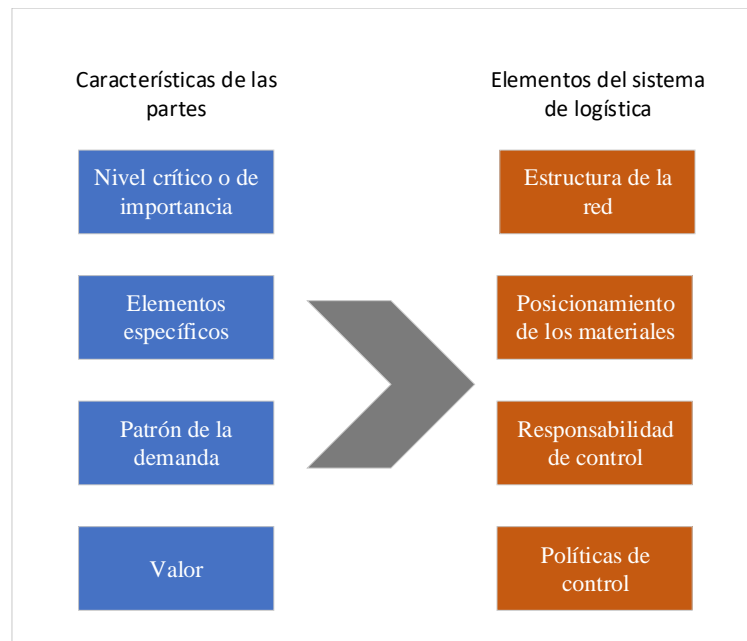 Características de las
partes
Nivel crítico o de
importancia
Elementos
específicos
Patrón de la
demanda
Valor
Elementos del sistema
de logística
Estructura de la
red
Posicionamiento
de los materiales
Responsabilidad
de control
Políticas de
control